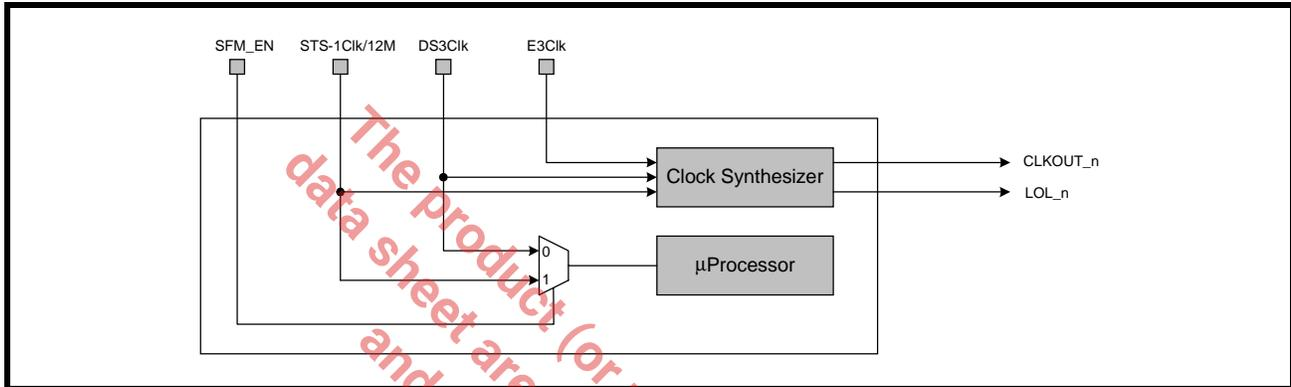 SFM_EN STS-1Clk/12M DS3Clk E3Clk
Clock Synthesizer
CLKOUT_n
LOL_n
0
1
µProcessor
The product (or
data sheet are
and